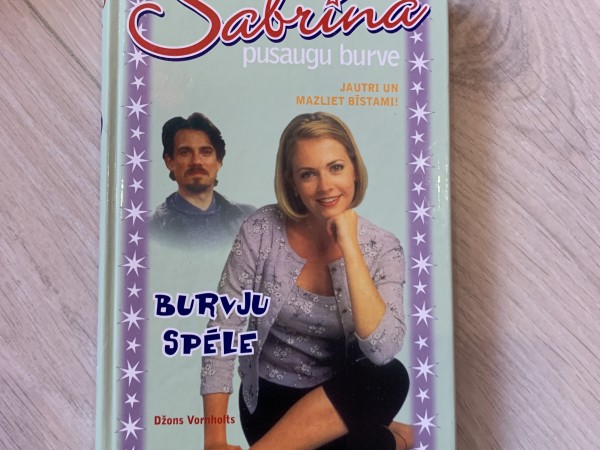 Sabrina
pusaugu burve
JAUTRI UN
MAZLIET BĪSTAMI!
BURVJU
SPĒLE
Džons Vornholts